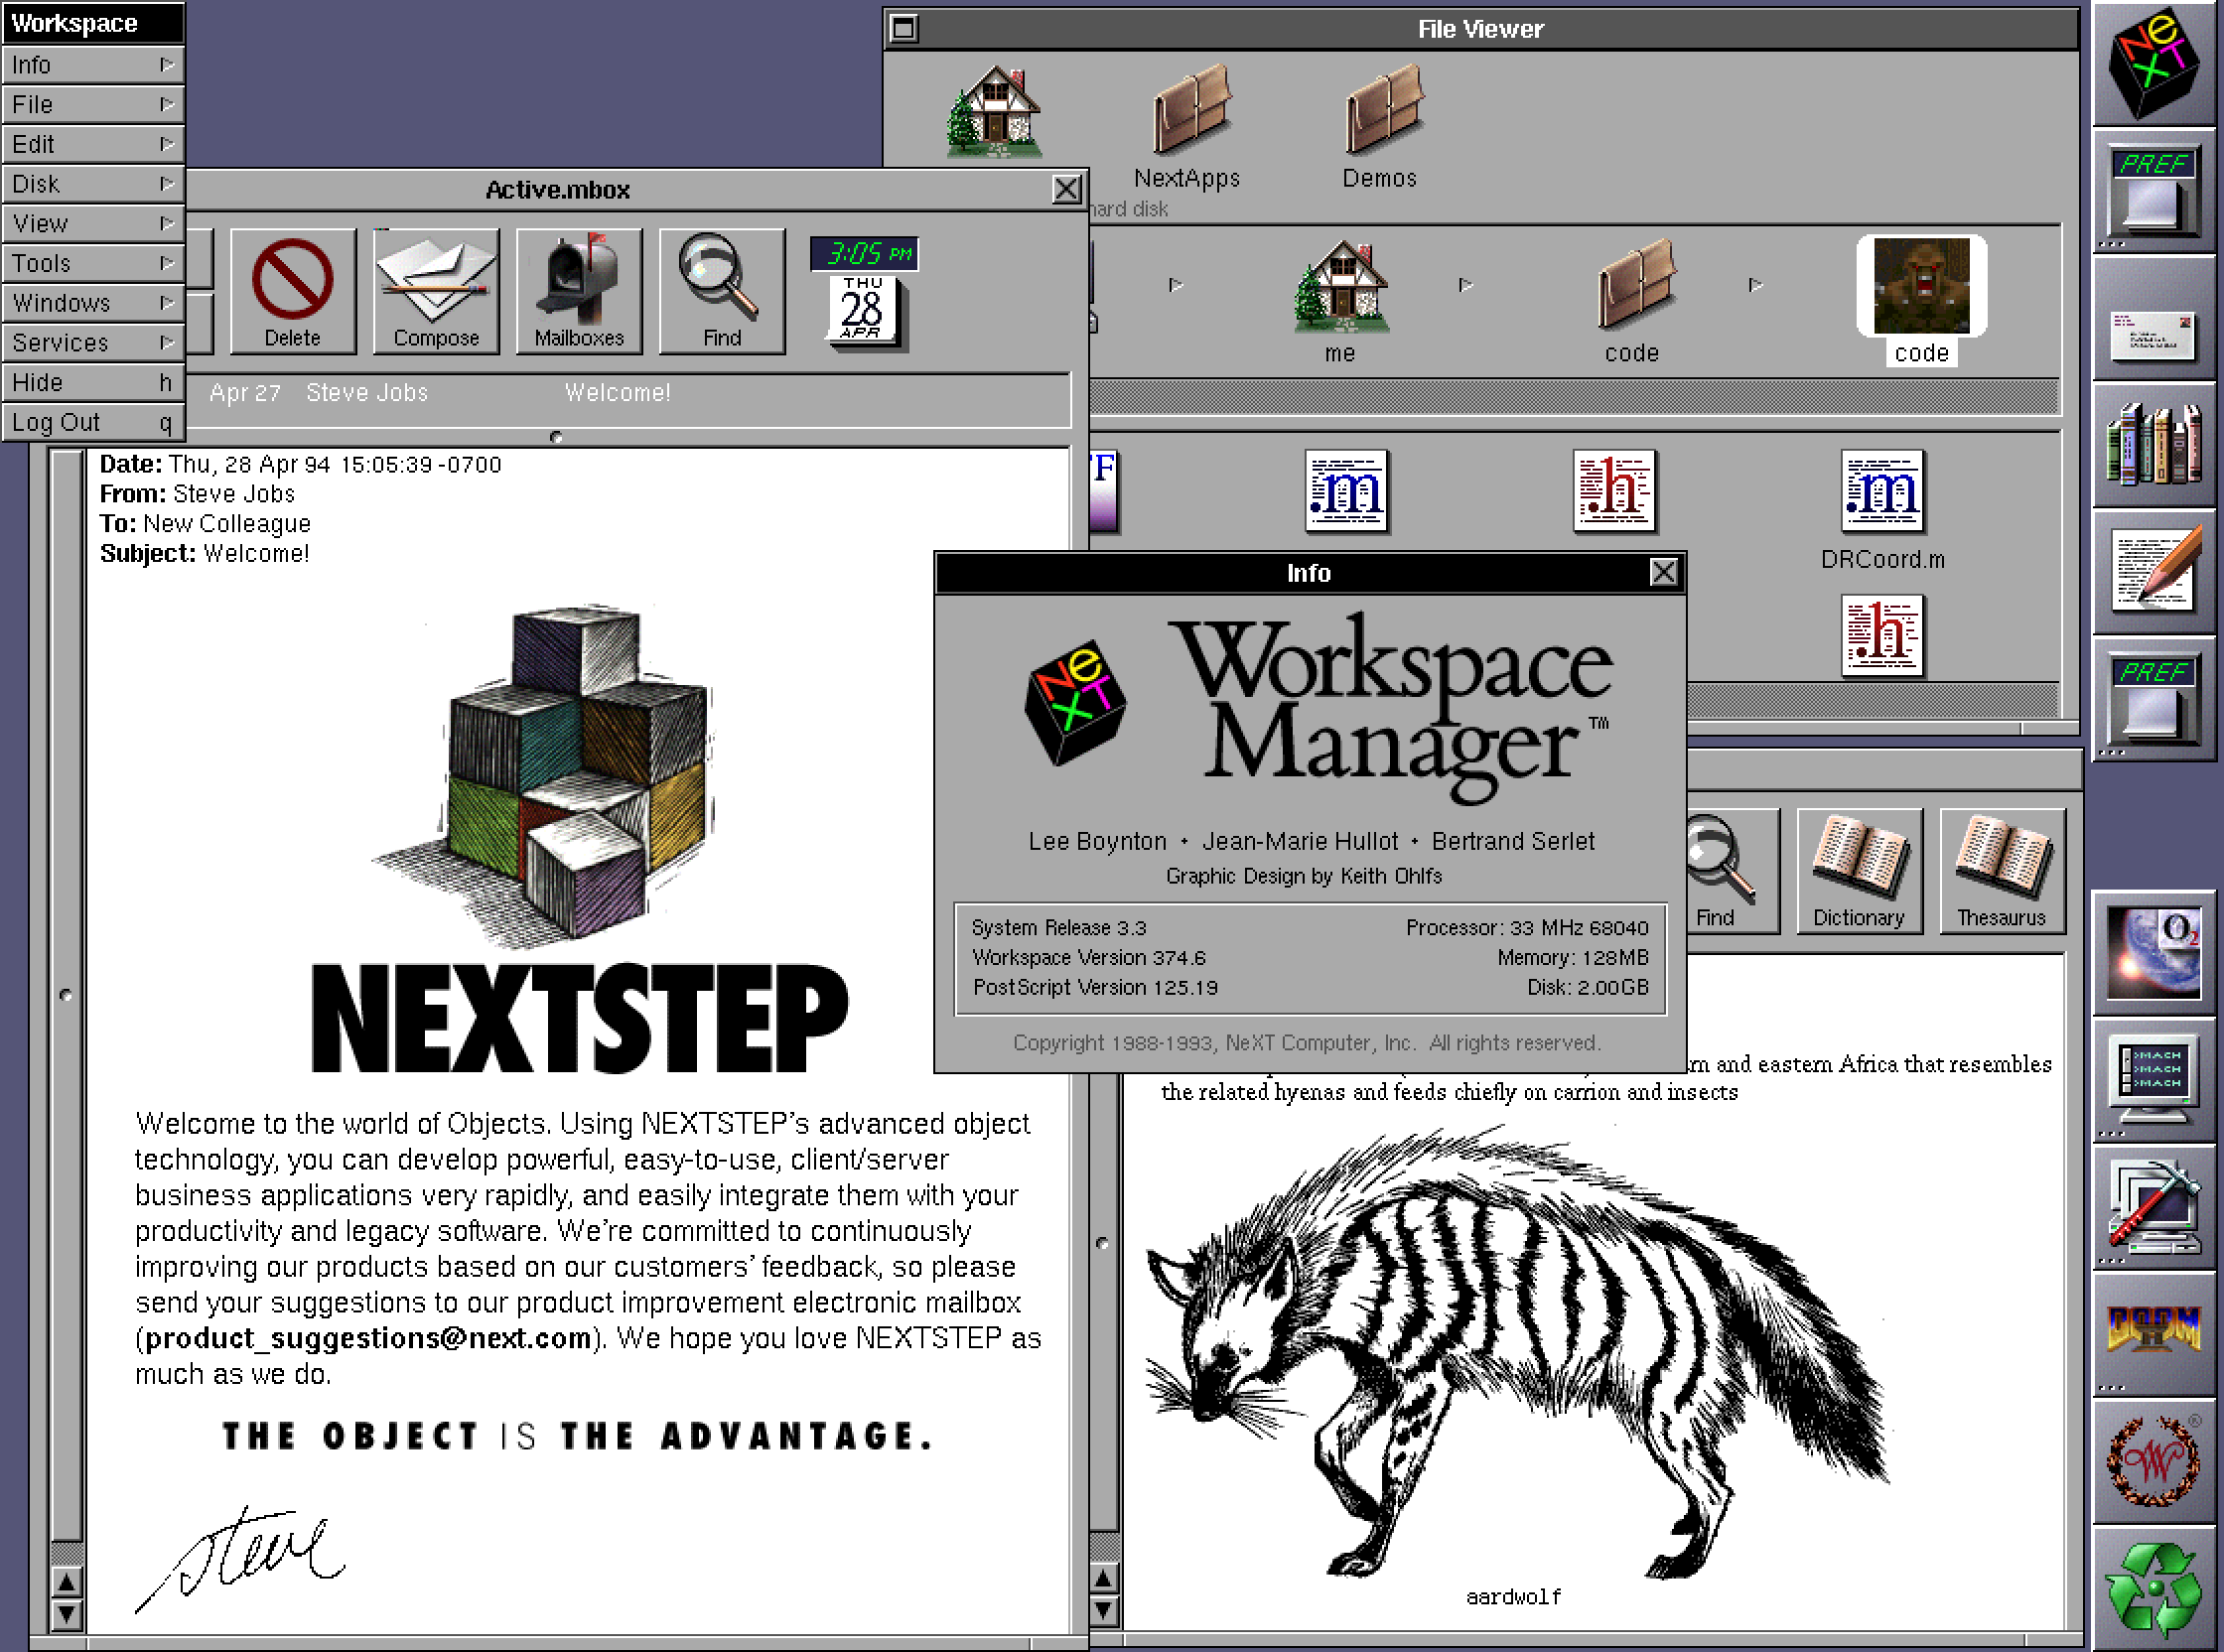 Workspace
Info
File
Edit
Disk
View
Tools
Windows
Services
Hide h
Log Out q
File Viewer
NextApps
Demos
hard disk
me
code
code
.m
.h
.m
DRCoord.m
.h
Active.mbox
Delete
Compose
Mailboxes
Find
3:05 PM
THU
28
APR
Apr 27 Steve Jobs Welcome!
Date: Thu, 28 Apr 94 15:05:39 -0700
From: Steve Jobs
To: New Colleague
Subject: Welcome!
NEXTSTEP
Welcome to the world of Objects. Using NEXTSTEP's advanced object
technology, you can develop powerful, easy-to-use, client/server
business applications very rapidly, and easily integrate them with your
productivity and legacy software. We're committed to continuously
improving our products based on our customers' feedback, so please
send your suggestions to our product improvement electronic mailbox
(product_suggestions@next.com). We hope you love NEXTSTEP as
much as we do.
THE OBJECT IS THE ADVANTAGE.
Steve
Info
NeXT
Workspace
Manager™
Lee Boynton • Jean-Marie Hullot • Bertrand Serlet
Graphic Design by Keith Ohlfs
System Release 3.3
Processor: 33 MHz 68040
Workspace Version 374.6
Memory: 128MB
PostScript Version 125.19
Disk: 2.00GB
Copyright 1988-1993, NeXT Computer, Inc. All rights reserved.
Find
Dictionary
Thesaurus
and eastern Africa that resembles
the related hyenas and feeds chiefly on carrion and insects
aardwolf
NeXT
PREF
PREF
O2
>MACH
>MACH
>MACH
DOOM
W®